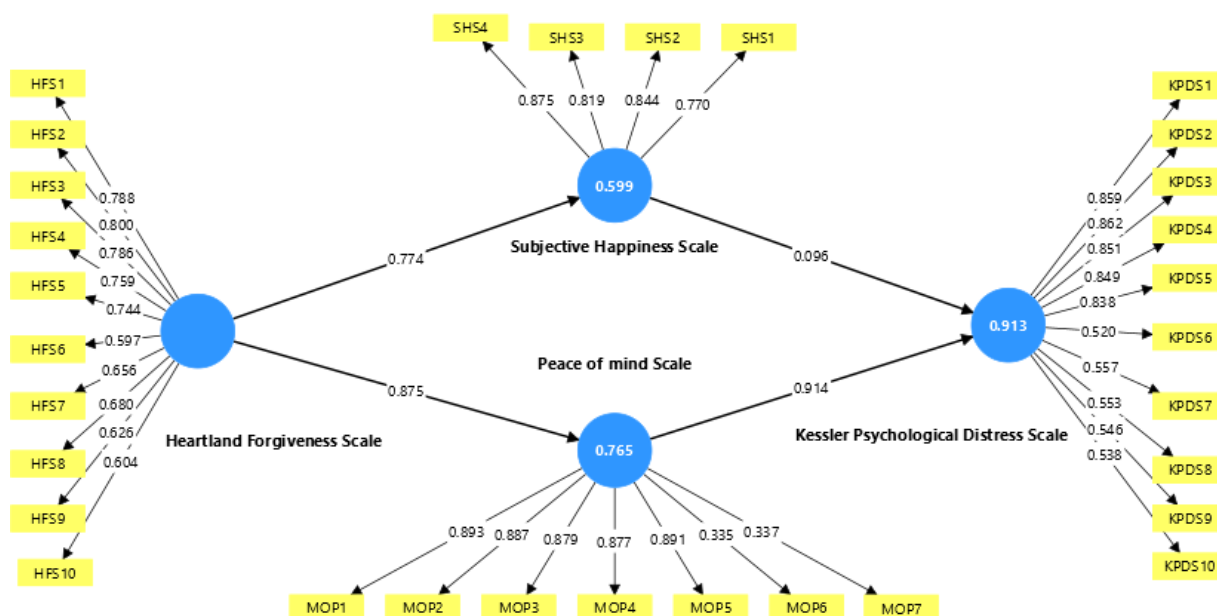 SHS4
SHS3
SHS2
SHS1
0.875
0.819
0.844
0.770
0.599
Subjective Happiness Scale
HFS1
HFS2
HFS3
HFS4
HFS5
HFS6
HFS7
HFS8
HFS9
HFS10
0.788
0.800
0.786
0.759
0.744
0.597
0.656
0.680
0.626
0.604
Heartland Forgiveness Scale
0.774
0.875
0.096
0.914
Peace of mind Scale
0.765
0.893
0.887
0.879
0.877
0.891
0.335
0.337
MOP1
MOP2
MOP3
MOP4
MOP5
MOP6
MOP7
0.913
Kessler Psychological Distress Scale
0.859
0.862
0.851
0.849
0.838
0.520
0.557
0.553
0.546
0.538
KPDS1
KPDS2
KPDS3
KPDS4
KPDS5
KPDS6
KPDS7
KPDS8
KPDS9
KPDS10